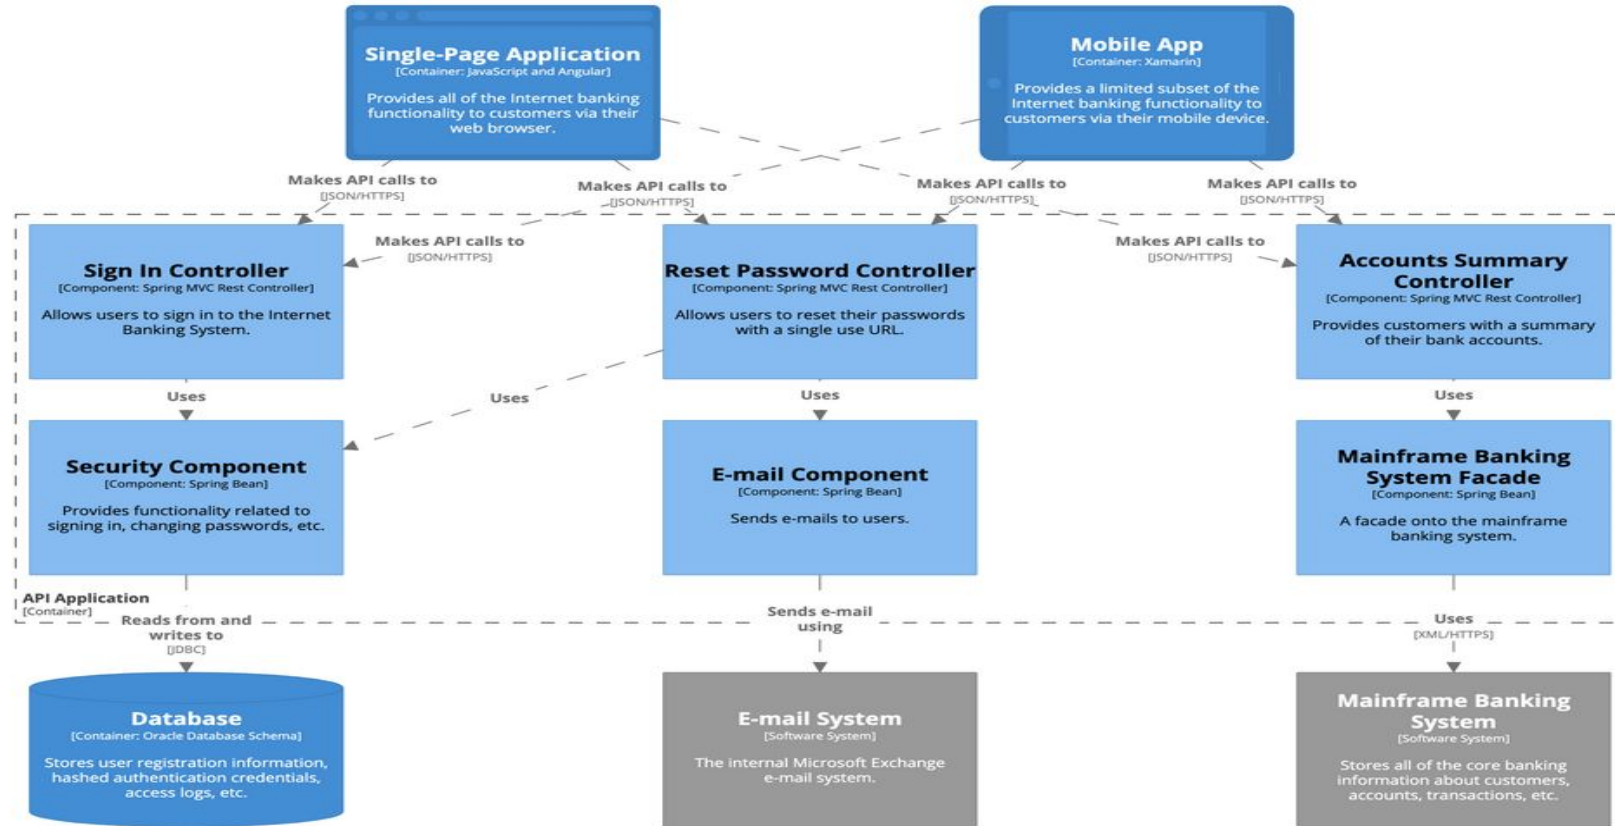 Single-Page Application
[Container: JavaScript and Angular]
Provides all of the Internet banking
functionality to customers via their
web browser.
Mobile App
[Container: Xamarin]
Provides a limited subset of the
Internet banking functionality to
customers via their mobile device.
Makes API calls to
[JSON/HTTPS]
Makes API calls to
[JSON/HTTPS]
Makes API calls to
[JSON/HTTPS]
Makes API calls to
[JSON/HTTPS]
Makes API calls to
[JSON/HTTPS]
Makes API calls to
[JSON/HTTPS]
Sign In Controller
[Component: Spring MVC Rest Controller]
Allows users to sign in to the Internet
Banking System.
Reset Password Controller
[Component: Spring MVC Rest Controller]
Allows users to reset their passwords
with a single use URL.
Accounts Summary
Controller
[Component: Spring MVC Rest Controller]
Provides customers with a summary
of their bank accounts.
Uses
Uses
Uses
Uses
Security Component
[Component: Spring Bean]
Provides functionality related to
signing in, changing passwords, etc.
E-mail Component
[Component: Spring Bean]
Sends e-mails to users.
Mainframe Banking
System Facade
[Component: Spring Bean]
A facade onto the mainframe
banking system.
API Application
[Container]
Reads from and
writes to
[JDBC]
Sends e-mail
using
Uses
[XML/HTTPS]
Database
[Container: Oracle Database Schema]
Stores user registration information,
hashed authentication credentials,
access logs, etc.
E-mail System
[Software System]
The internal Microsoft Exchange
e-mail system.
Mainframe Banking
System
[Software System]
Stores all of the core banking
information about customers,
accounts, transactions, etc.